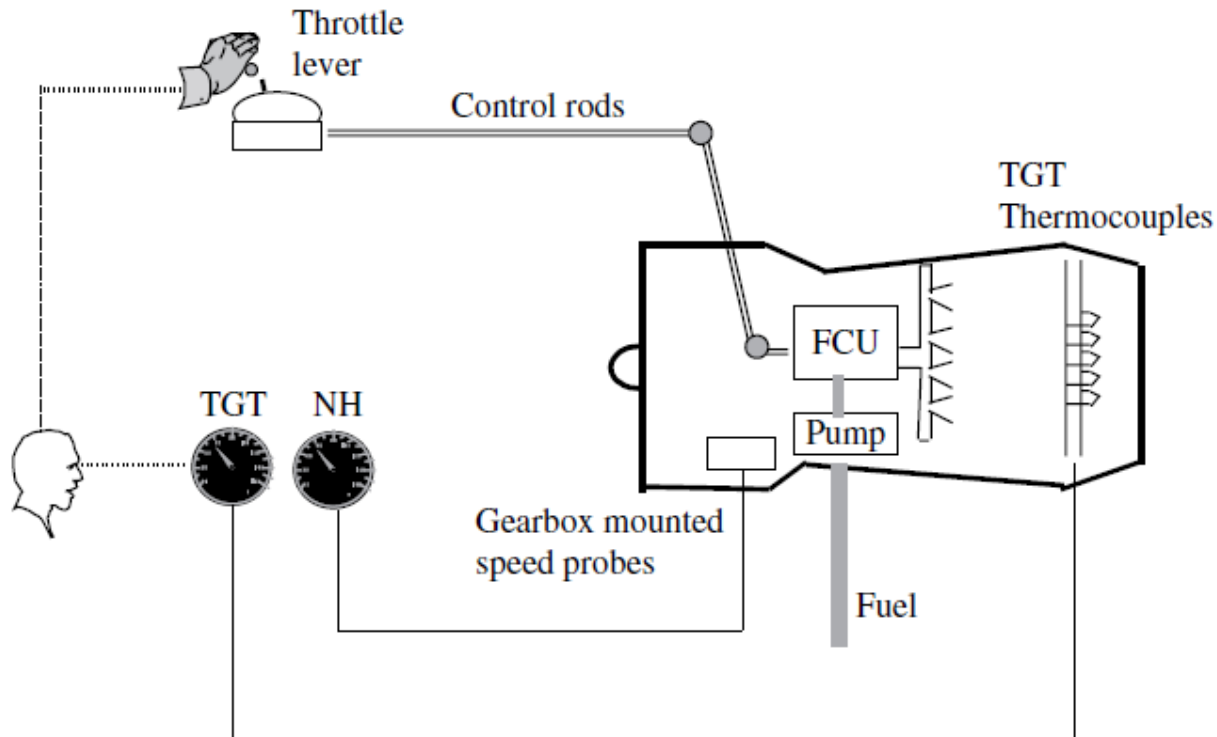 Throttle
lever
Control rods
TGT
Thermocouples
FCU
TGT
NH
Pump
Gearbox mounted
speed probes
Fuel